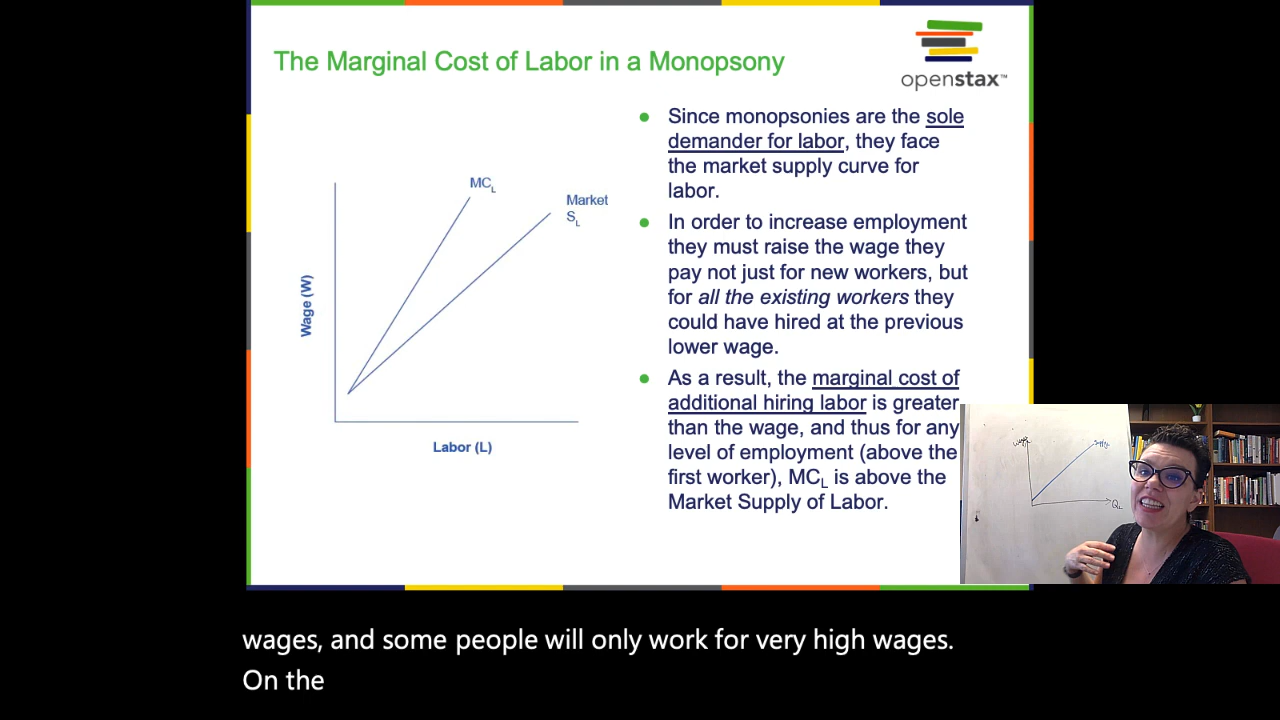 The Marginal Cost of Labor in a Monopsony
openstax™
Since monopsonies are the sole
demander for labor, they face
the market supply curve for
labor.
In order to increase employment
they must raise the wage they
pay not just for new workers, but
for all the existing workers they
could have hired at the previous
lower wage.
As a result, the marginal cost of
additional hiring labor is greater
than the wage, and thus for any
level of employment (above the
first worker), MCL is above the
Market Supply of Labor.
MCL
Market
SL
Wage (W)
Labor (L)
QL
wages, and some people will only work for very high wages.
On the